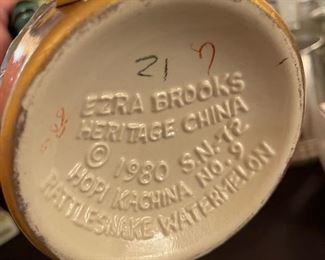 21 7
EZRA BROOKS
HERITAGE CHINA
© 1980 S.N. 12
HOPI KACHINA NO. 9
RATTLESNAKE WATERMELON